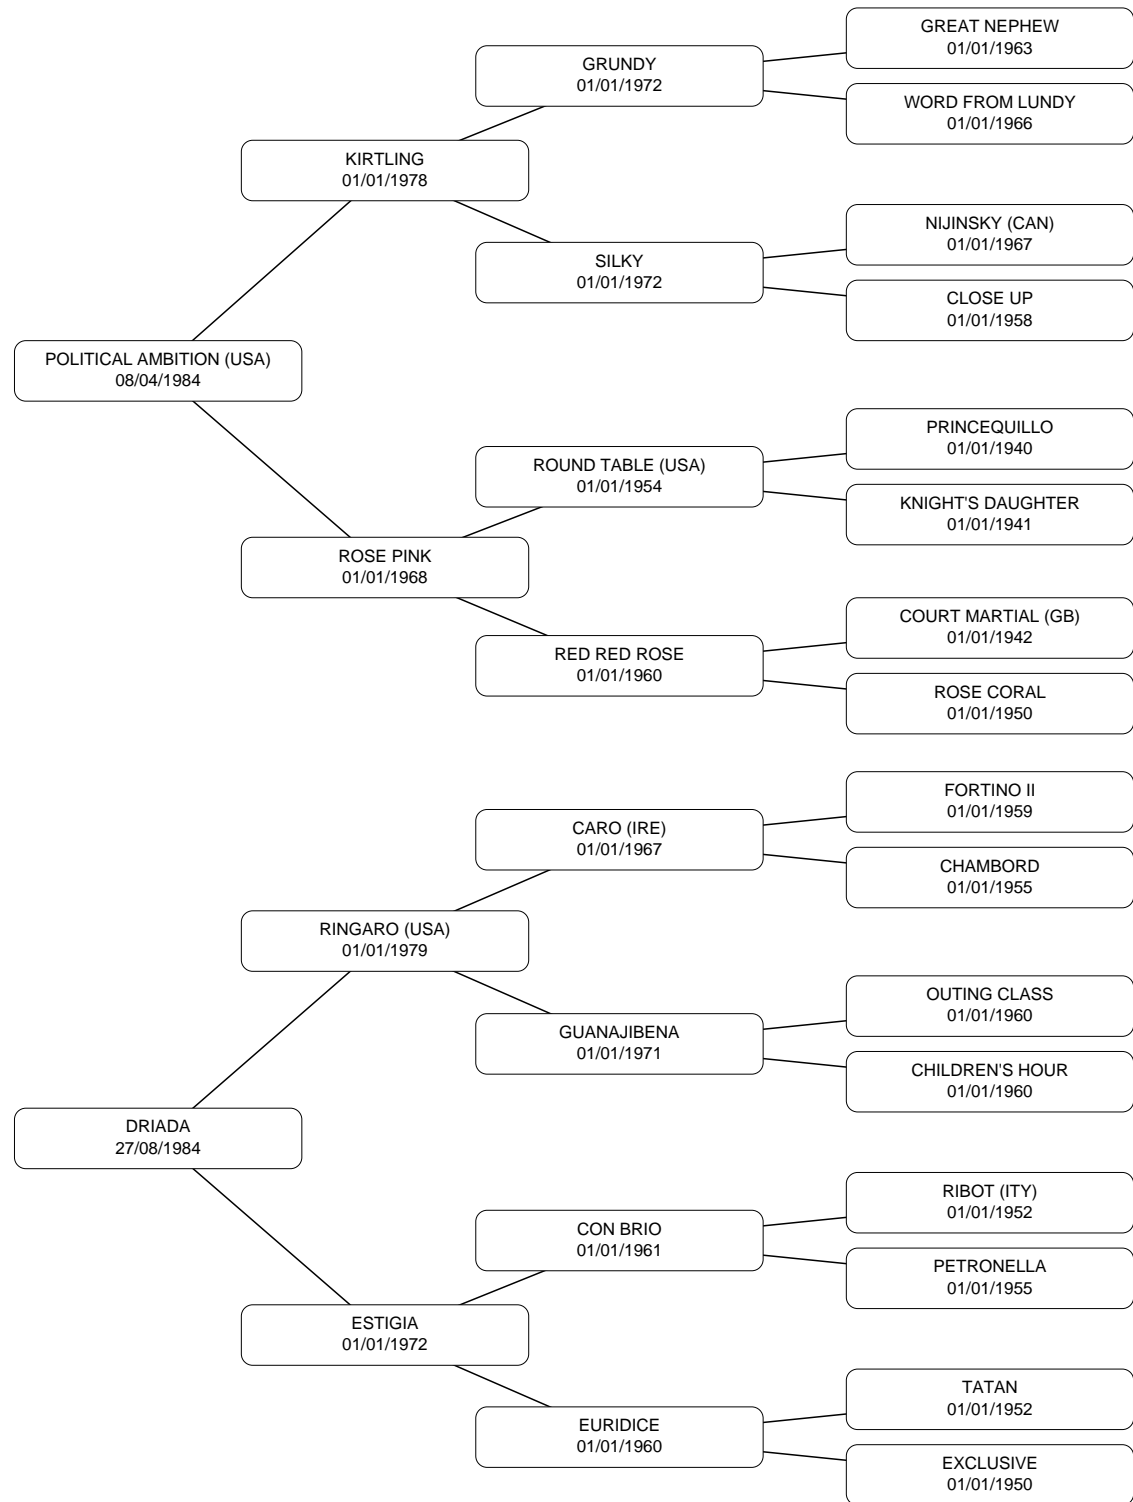 GREAT NEPHEW
01/01/1963
GRUNDY
01/01/1972
WORD FROM LUNDY
01/01/1966
KIRTLING
01/01/1978
NIJINSKY (CAN)
01/01/1967
SILKY
01/01/1972
CLOSE UP
01/01/1958
POLITICAL AMBITION (USA)
08/04/1984
PRINCEQUILLO
01/01/1940
ROUND TABLE (USA)
01/01/1954
KNIGHT'S DAUGHTER
01/01/1941
ROSE PINK
01/01/1968
COURT MARTIAL (GB)
01/01/1942
RED RED ROSE
01/01/1960
ROSE CORAL
01/01/1950
FORTINO II
01/01/1959
CARO (IRE)
01/01/1967
CHAMBORD
01/01/1955
RINGARO (USA)
01/01/1979
OUTING CLASS
01/01/1960
GUANAJIBENA
01/01/1971
CHILDREN'S HOUR
01/01/1960
DRIADA
27/08/1984
RIBOT (ITY)
01/01/1952
CON BRIO
01/01/1961
PETRONELLA
01/01/1955
ESTIGIA
01/01/1972
TATAN
01/01/1952
EURIDICE
01/01/1960
EXCLUSIVE
01/01/1950